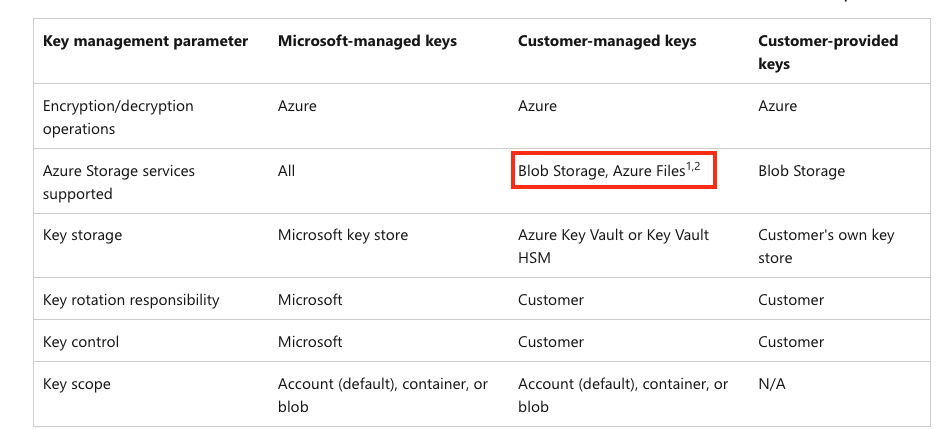 Key management parameter Microsoft-managed keys Customer-managed keys Customer-provided
keys
Encryption/decryption Azure Azure Azure
operations
Azure Storage services All Blob Storage, Azure Files1,2 Blob Storage
supported
Key storage Microsoft key store Azure Key Vault or Key Vault Customer's own key
HSM store
Key rotation responsibility Microsoft Customer Customer
Key control Microsoft Customer Customer
Key scope Account (default), container, or Account (default), container, or N/A
blob blob